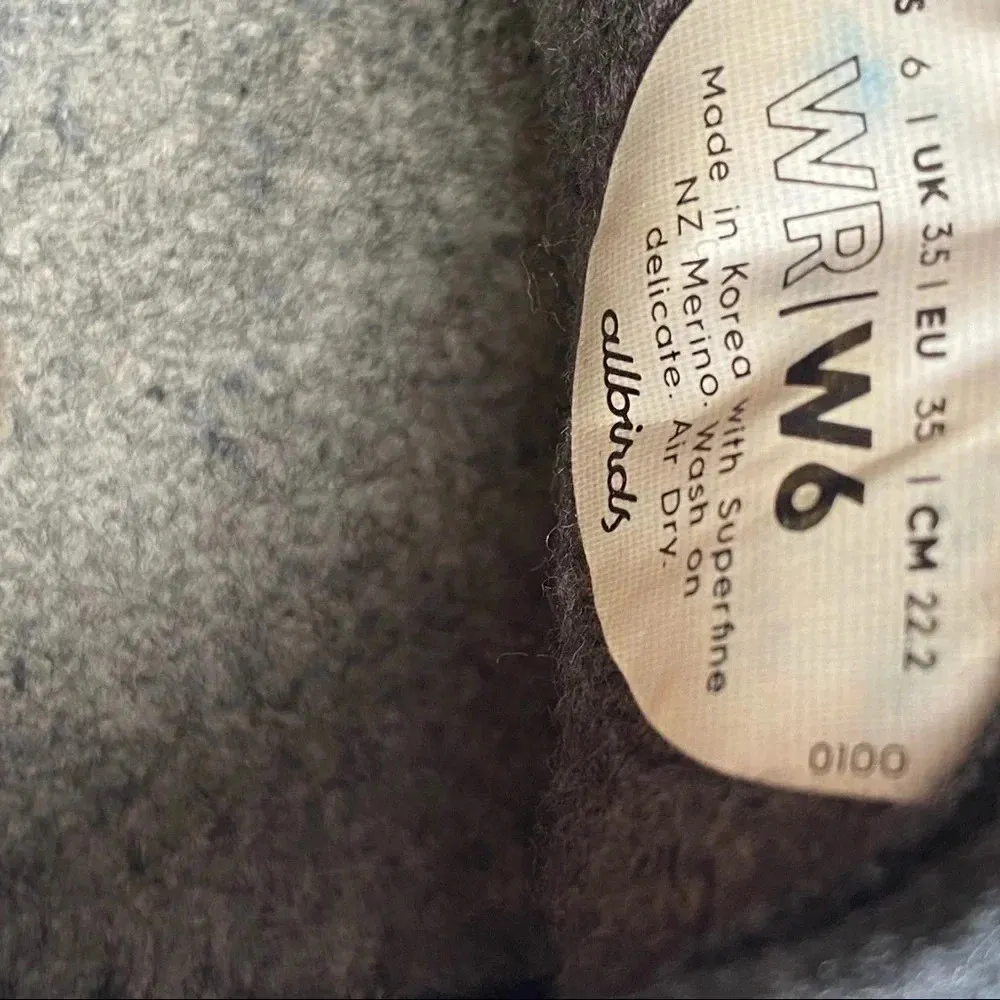 S 6 | UK 3.5 | EU 35 | CM 22.2
WR|W6
Made in Korea with Superfine
NZ Merino. Wash on
delicate. Air Dry.
allbirds
0100